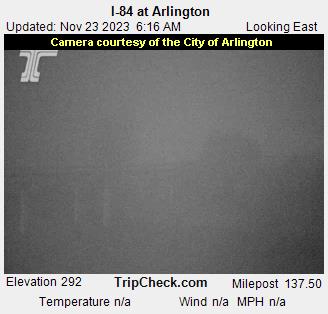 I-84 at Arlington
Updated: Nov 23 2023 6:16 AM Looking East
Camera courtesy of the City of Arlington
Elevation 292 TripCheck.com Milepost 137.50
Temperature n/a Wind n/a MPH n/a